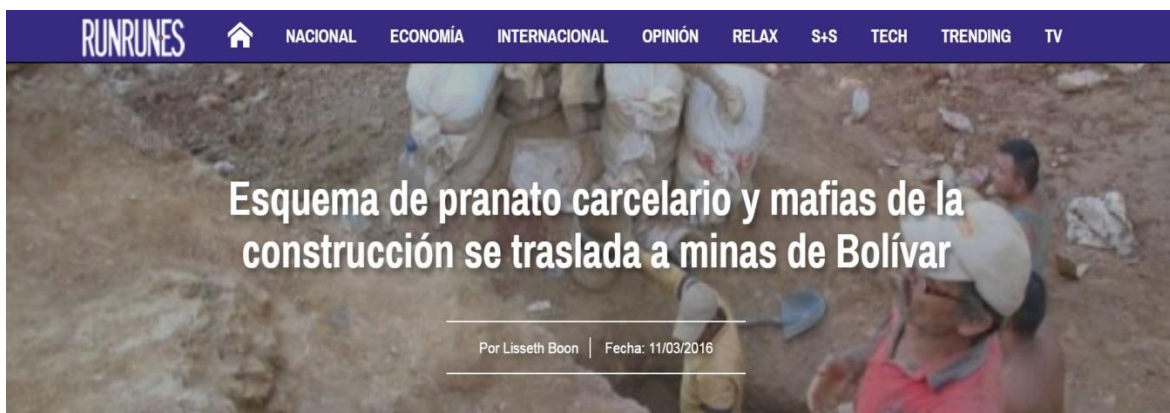 RUNRUNES NACIONAL ECONOMÍA INTERNACIONAL OPINIÓN RELAX S+S TECH TRENDING TV
Esquema de pranato carcelario y mafias de la
construcción se traslada a minas de Bolívar
Por Lisseth Boon | Fecha: 11/03/2016